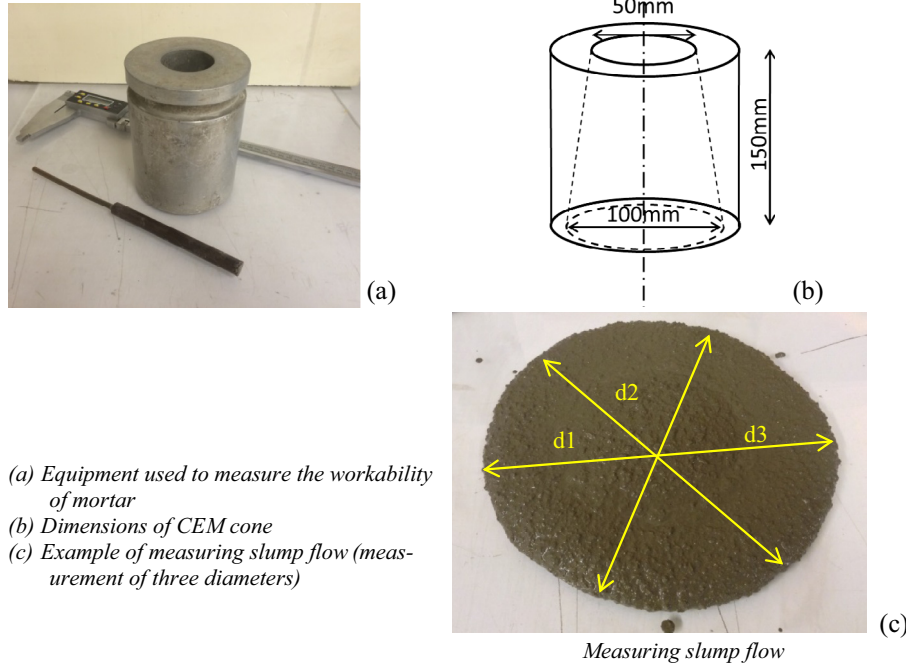 50mm
150mm
100mm
(a)
(b)
d2
d1
d3
(a) Equipment used to measure the workability
of mortar
(b) Dimensions of CEM cone
(c) Example of measuring slump flow (meas-
urement of three diameters)
(c)
Measuring slump flow